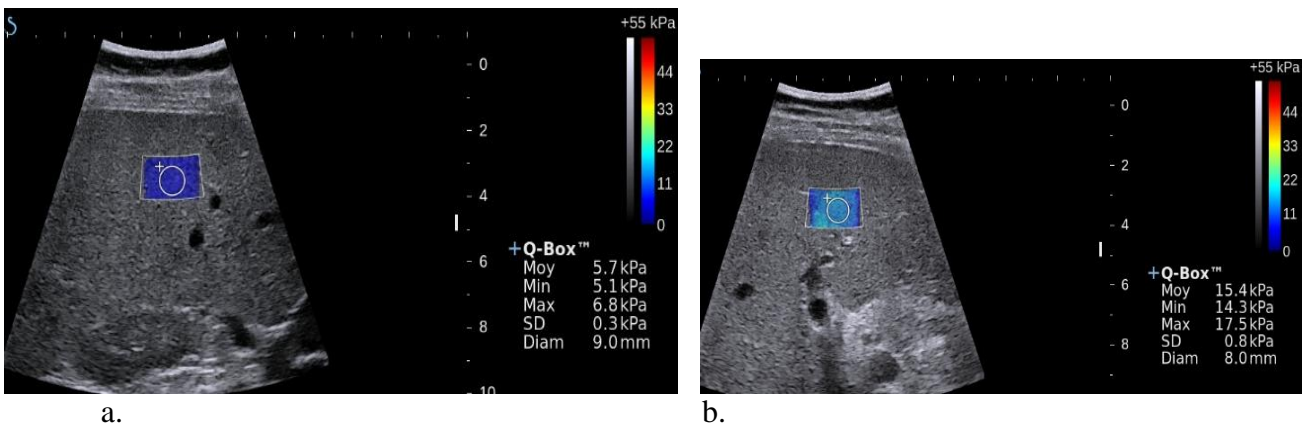 +55 kPa
44
33
22
11
0
0
2
4
6
8
10
+Q-Box™
Moy 5.7 kPa
Min 5.1 kPa
Max 6.8 kPa
SD 0.3 kPa
Diam 9.0 mm
a.
+55 kPa
44
33
22
11
0
0
2
4
6
8
+Q-Box™
Moy 15.4 kPa
Min 14.3 kPa
Max 17.5 kPa
SD 0.8 kPa
Diam 8.0 mm
b.